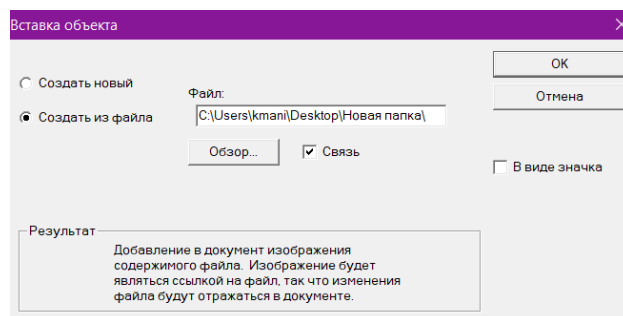 Вставка объекта
Создать новый
Создать из файла
Файл:
C:\Users\kmani\Desktop\Новая папка\
Обзор...
Связь
OK
Отмена
В виде значка
Результат
Добавление в документ изображения
содержимого файла. Изображение будет
являться ссылкой на файл, так что изменения
файла будут отражаться в документе.